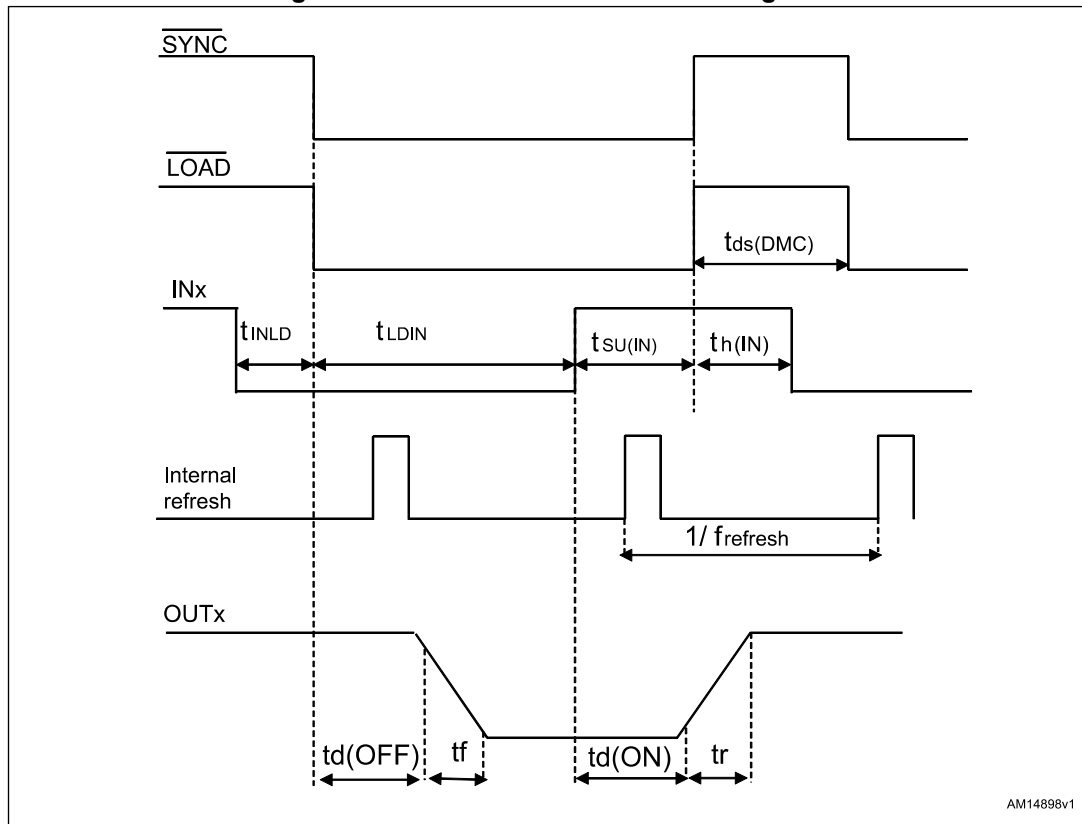 SYNC
LOAD
tds(DMC)
INx
tINLD
tLDIN
tSU(IN)
th(IN)
Internal
refresh
1/ frefresh
OUTx
td(OFF)
tf
td(ON)
tr
AM14898v1